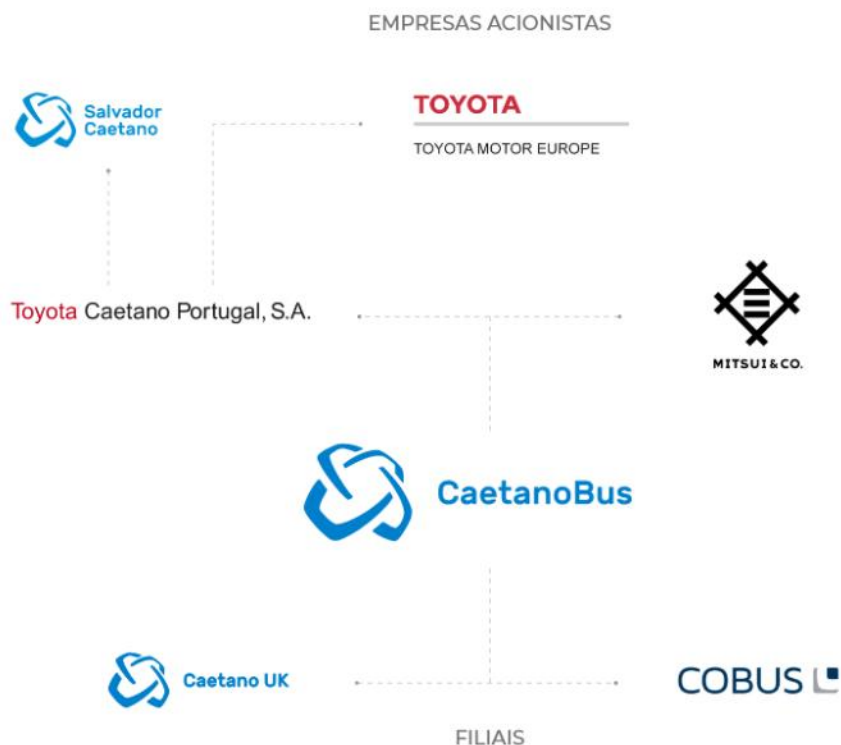 EMPRESAS ACIONISTAS
Salvador
Caetano
TOYOTA
TOYOTA MOTOR EUROPE
Toyota Caetano Portugal, S.A.
MITSUI & CO.
CaetanoBus
Caetano UK
COBUS
FILIAIS